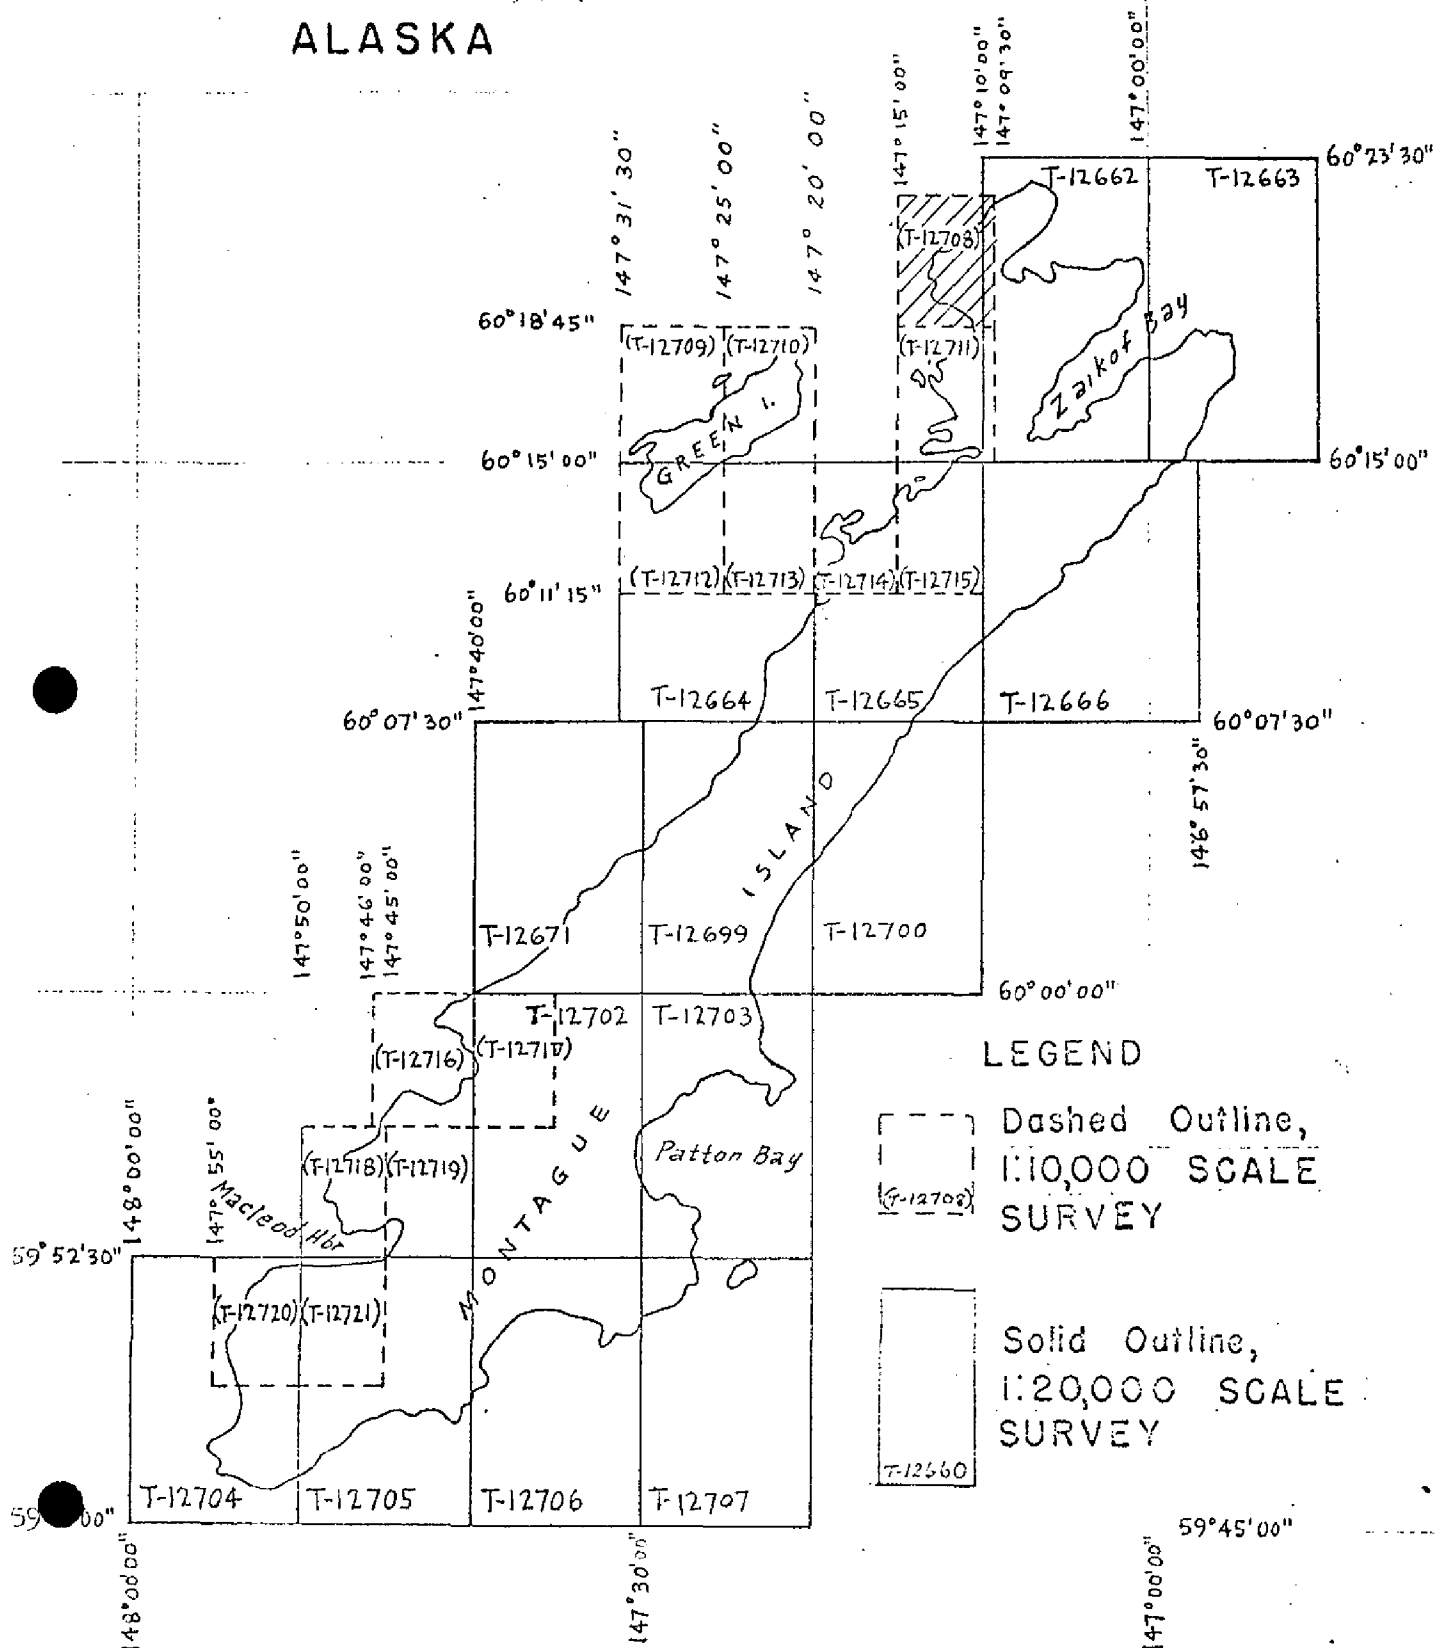 ALASKA
147° 31' 30"
147° 25' 00"
147° 20' 00"
147° 15' 00"
147° 10' 00"
147° 09' 30"
147° 00' 00"
60° 23' 30"
T-12662
T-12663
(T-12708)
60° 18' 45"
(T-12709)
(T-12710)
(T-12711)
Zaikof Bay
GREEN I.
60° 15' 00"
60° 15' 00"
60° 11' 15"
(T-12712)
(T-12713)
(T-12714)
(T-12715)
147° 40' 00"
T-12664
T-12665
T-12666
60° 07' 30"
60° 07' 30"
146° 57' 30"
ISLAND
147° 50' 00"
147° 46' 00"
147° 45' 00"
T-12671
T-12699
T-12700
60° 00' 00"
T-12702
T-12703
(T-12716)
LEGEND
148° 00' 00"
147° 55' 00"
Dashed Outline,
1:10,000 SCALE
SURVEY
(T-12708)
(T-12718)
(T-12719)
MONTAGUE
Patton Bay
Macleod Hbr
59° 52' 30"
(T-12720)
(T-12721)
Solid Outline,
1:20,000 SCALE
SURVEY
T-12660
T-12704
T-12705
T-12706
T-12707
59° 45' 00"
148° 00' 00"
147° 30' 00"
147° 00' 00"